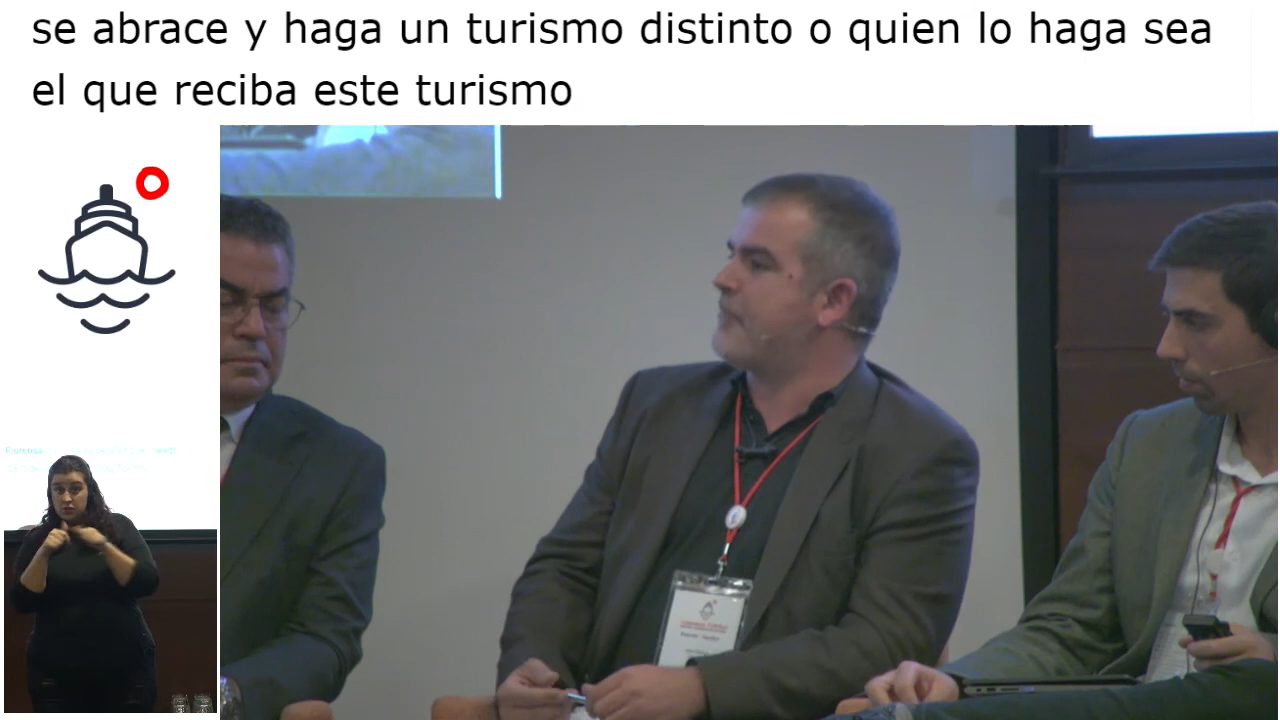 se abrace y haga un turismo distinto o quien lo haga sea
el que reciba este turismo